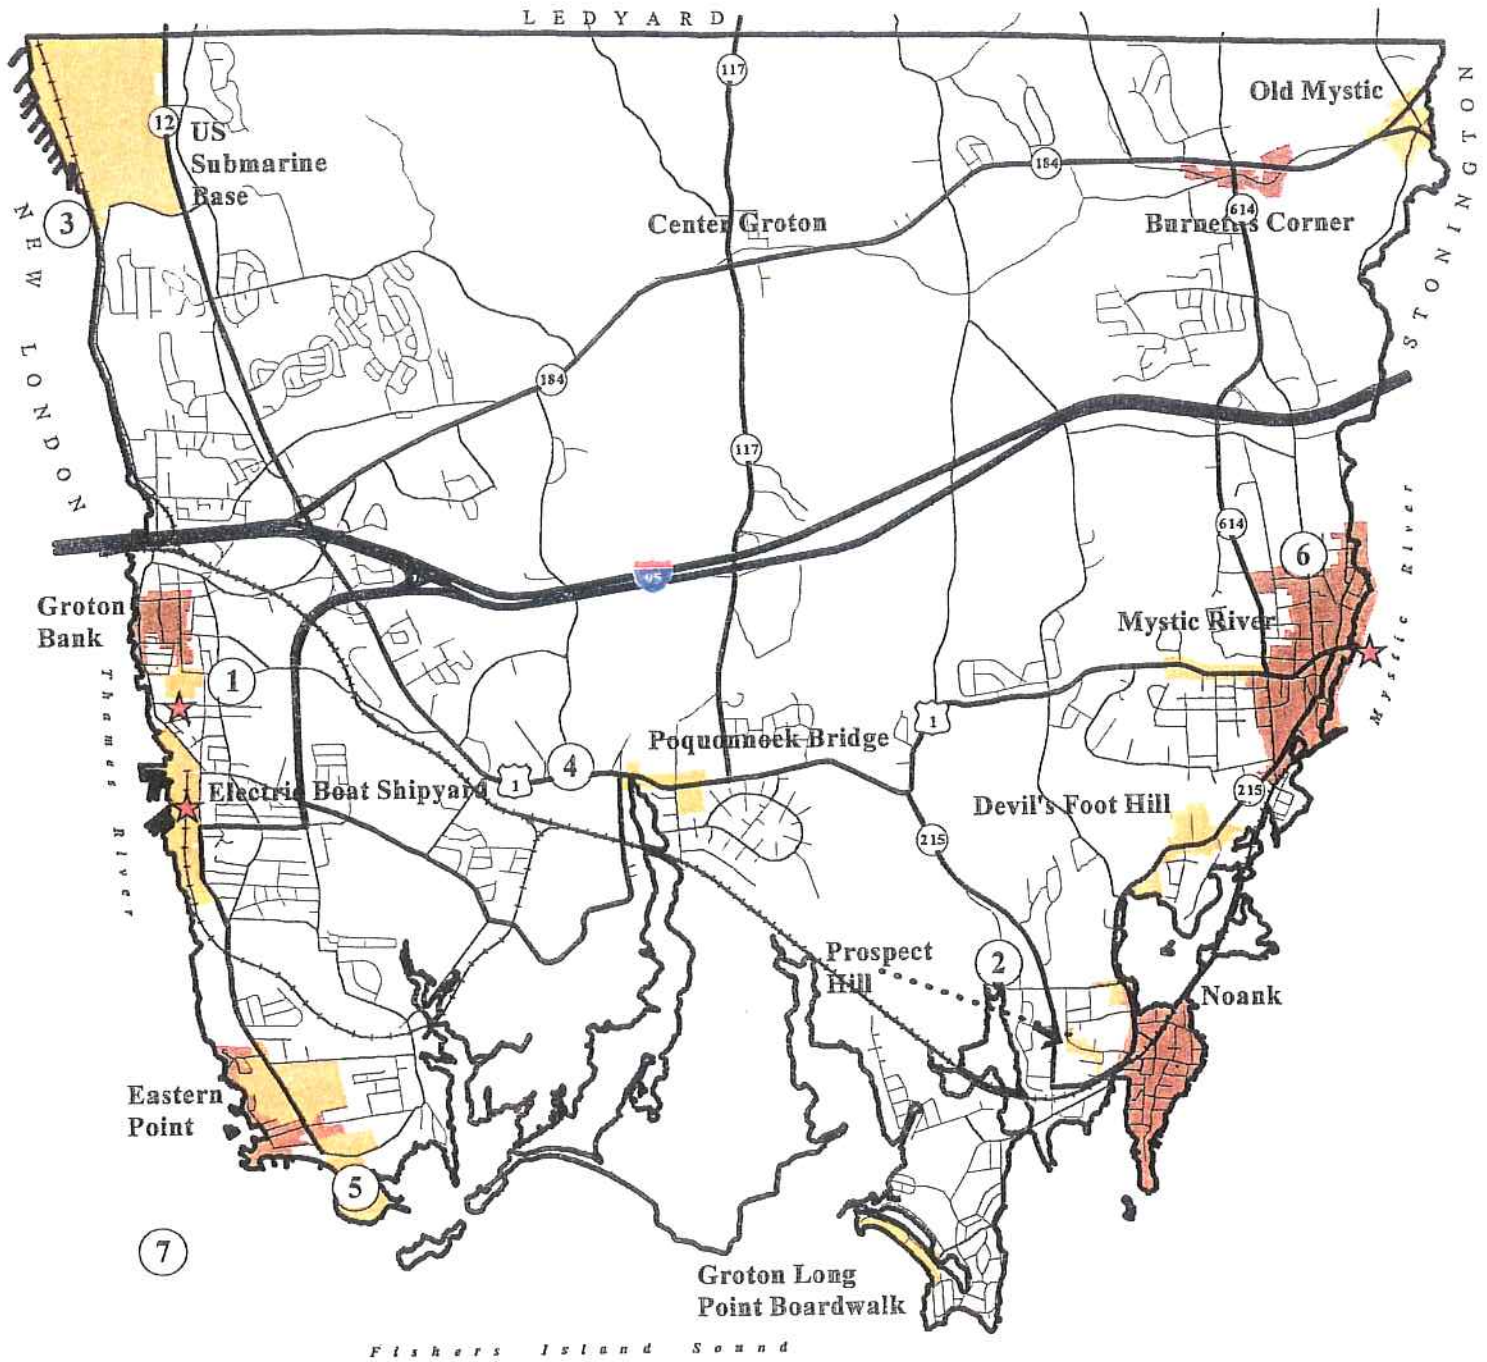 LEDYARD
117
Old Mystic
12
US
Submarine
Base
184
STONINGTON
3
NEW LONDON
Center Groton
614
Burnetts Corner
184
117
614
6
95
Groton
Bank
Mystic River
Mystic River
1
Thames River
1
Poquonnock Bridge
4
1
Electric Boat Shipyard
Devil's Foot Hill
215
215
Prospect
Hill
2
Noank
Eastern
Point
5
7
Groton Long
Point Boardwalk
Fishers Island Sound